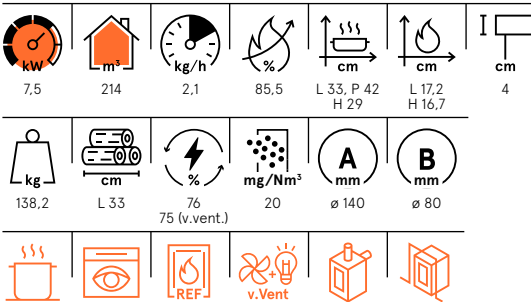 kW m³ kg/h % cm cm cm
7,5 214 2,1 85,5 L 33, P 42 L 17,2 4
H 29 H 16,7
kg cm % mg/Nm³ A mm B mm
138,2 L 33 76 20 ø 140 ø 80
75 (v.vent.)
REF v.Vent